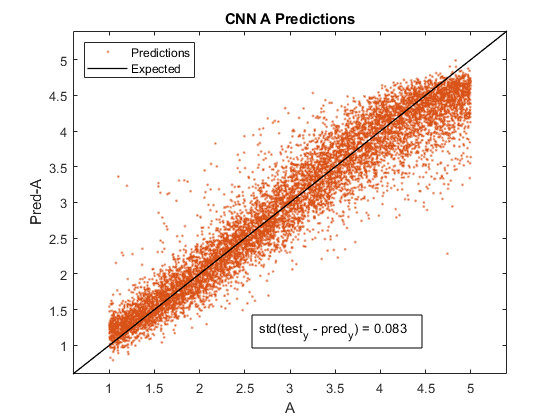 CNN A Predictions
Predictions
Expected
5
4.5
4
3.5
3
2.5
2
1.5
1
Pred-A
std(test_y - pred_y) = 0.083
1 1.5 2 2.5 3 3.5 4 4.5 5
A